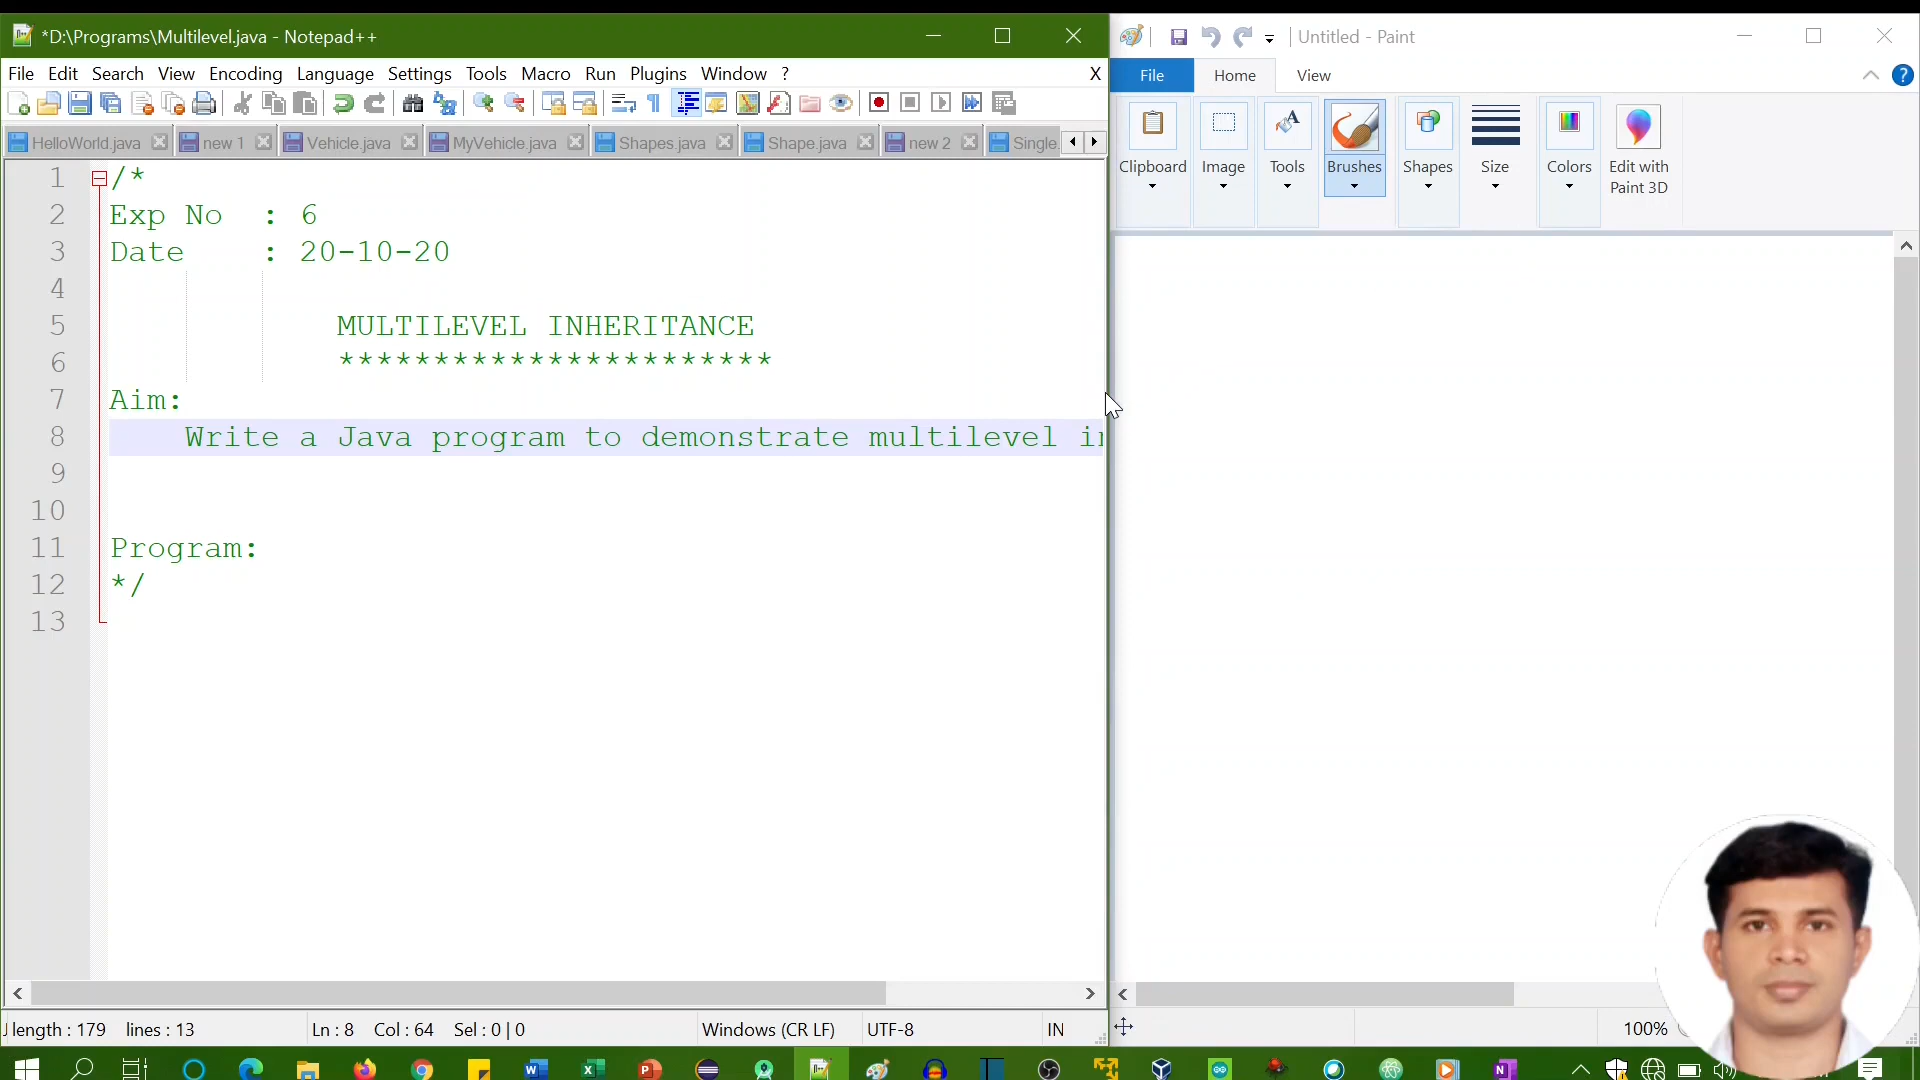 *D:\Programs\Multilevel.java - Notepad++
File Edit Search View Encoding Language Settings Tools Macro Run Plugins Window ? X
HelloWorld.java new 1 Vehicle.java MyVehicle.java Shapes.java Shape.java new 2 Single
1 /*
2 Exp No : 6
3 Date : 20-10-20
4
5 MULTILEVEL INHERITANCE
6 ***********************
7 Aim:
8 Write a Java program to demonstrate multilevel in
9
10
11 Program:
12 */
13
length : 179 lines : 13 Ln : 8 Col : 64 Sel : 0 | 0 Windows (CR LF) UTF-8 IN
Untitled - Paint
File Home View
Clipboard Image Tools Brushes Shapes Size Colors Edit with
Paint 3D
100%